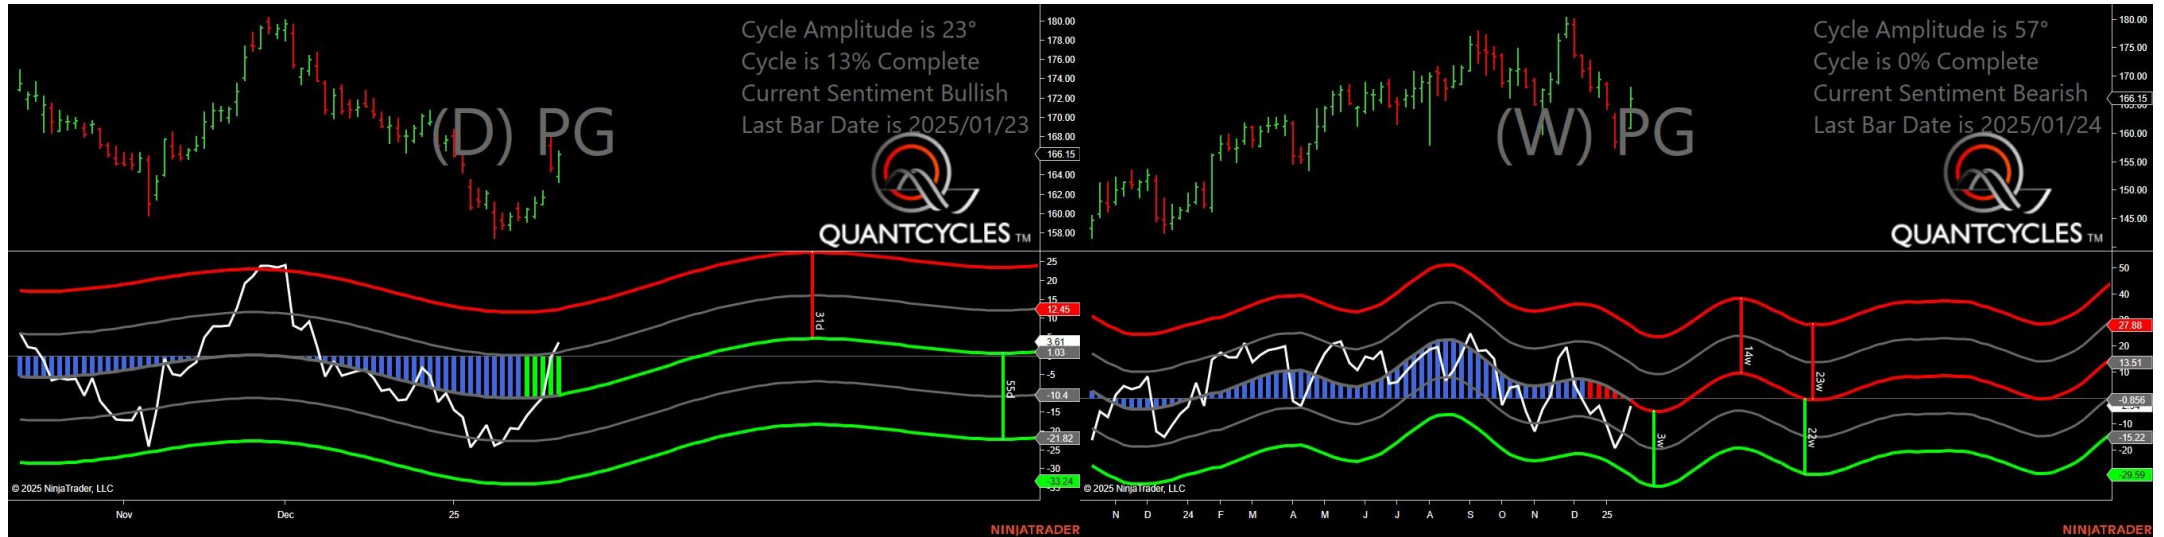 Cycle Amplitude is 23°
Cycle is 13% Complete
Current Sentiment Bullish
Last Bar Date is 2025/01/23
(D) PG
QUANTCYCLES TM
180.00
178.00
176.00
174.00
172.00
170.00
168.00
166.15
164.00
162.00
160.00
158.00
25
20
15
12.45
10
3.61
1.03
-5
-10.4
-15
-21.82
-25
-30
-33.24
31d
55d
© 2025 NinjaTrader, LLC
Nov
Dec
25
NINJATRADER
Cycle Amplitude is 57°
Cycle is 0% Complete
Current Sentiment Bearish
Last Bar Date is 2025/01/24
(W) PG
QUANTCYCLES TM
180.00
175.00
170.00
166.15
160.00
155.00
150.00
145.00
50
40
27.88
20
13.51
10
-0.856
-10
-15.22
-20
-29.59
3w
14w
22w
23w
© 2025 NinjaTrader, LLC
N
D
24
F
M
A
M
J
J
A
S
O
N
D
25
NINJATRADER